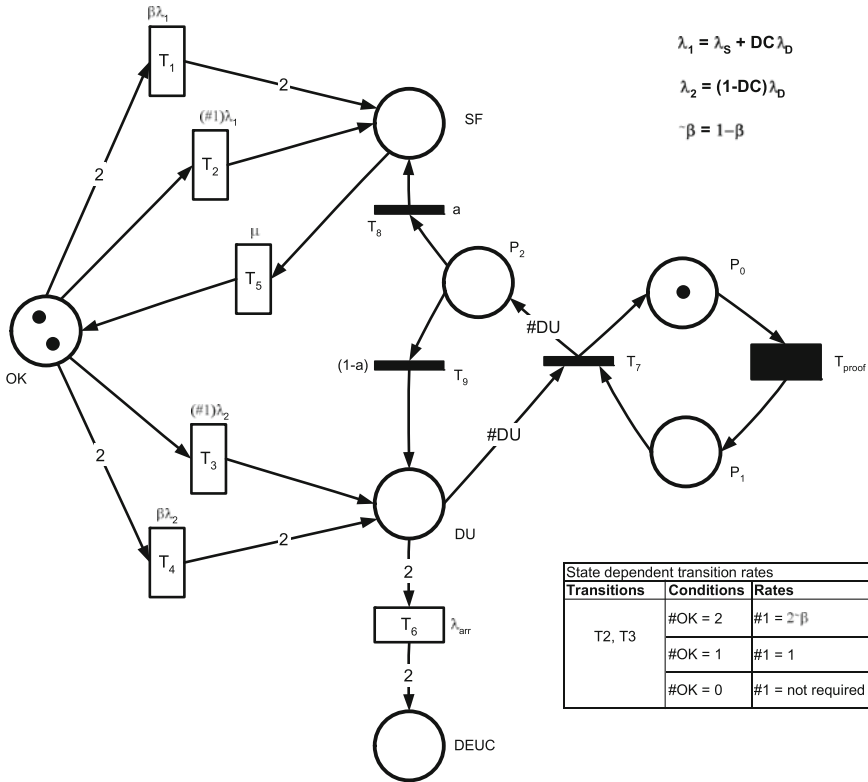 βλ1
T1
2
2
λ1 = λS + DCλD
λ2 = (1-DC)λD
~β = 1−β
(#1)λ1
T2
SF
2
a
T8
μ
T5
P2
P0
#DU
OK
(1-a)
T9
T7
Tproof
(#1)λ2
T3
#DU
2
P1
βλ2
T4
2
DU
2
T6
λarr
2
DEUC
State dependent transition rates
Transitions Conditions Rates
T2, T3 #OK = 2 #1 = 2~β
#OK = 1 #1 = 1
#OK = 0 #1 = not required